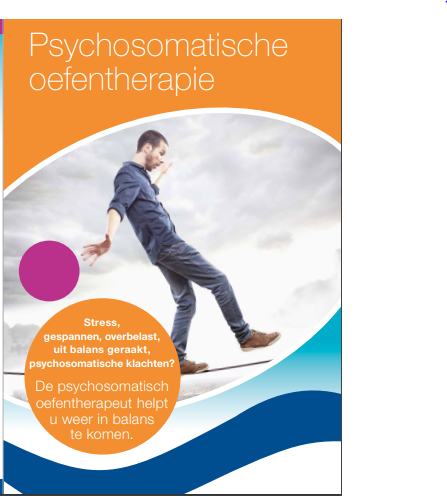 Psychosomatische
oefentherapie
Stress,
gespannen, overbelast,
uit balans geraakt,
psychosomatische klachten?
De psychosomatisch
oefentherapeut helpt
u weer in balans
te komen.